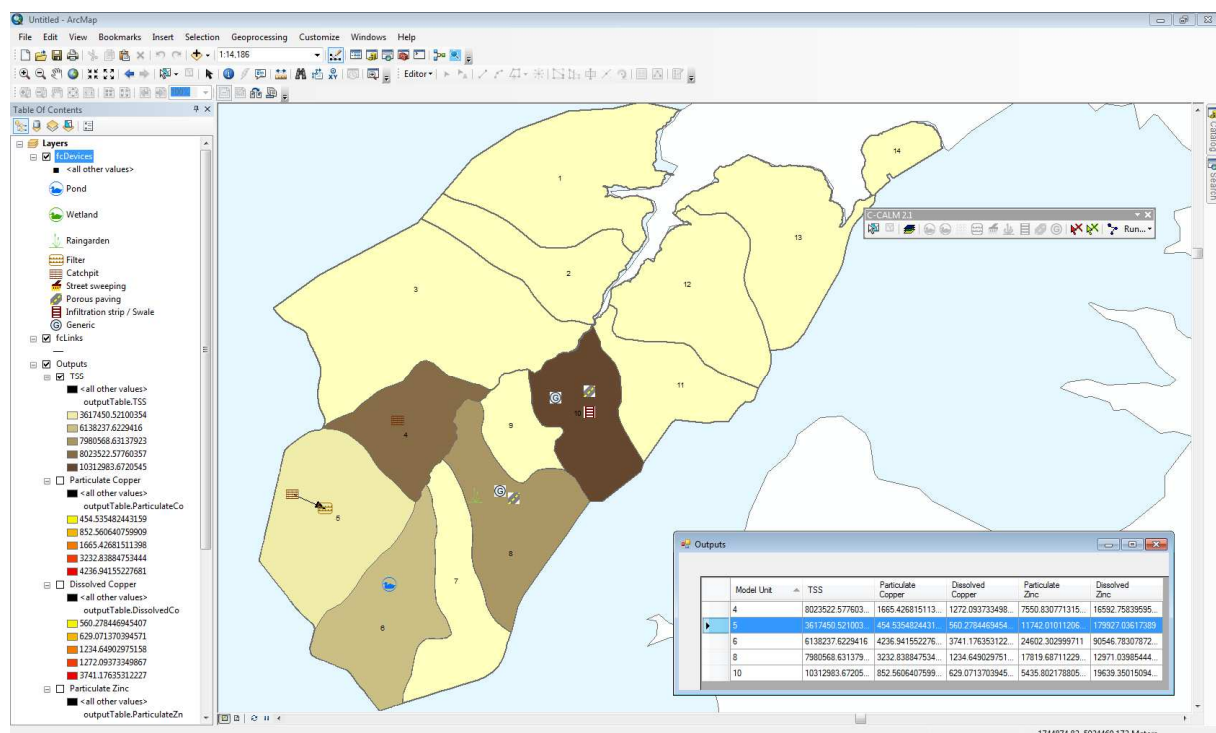 Untitled - ArcMap
File Edit View Bookmarks Insert Selection Geoprocessing Customize Windows Help
1:14,186
Editor
100%
Table Of Contents
Layers
fcDevices
<all other values>
Pond
Wetland
Raingarden
Filter
Catchpit
Street sweeping
Porous paving
Infiltration strip / Swale
Generic
fcLinks
Outputs
TSS
<all other values>
outputTable.TSS
3617450.52100354
6138237.6229416
7980568.63137923
8023522.57760357
10312983.6720545
Particulate Copper
<all other values>
outputTable.ParticulateCo
454.535482443159
852.560640759909
1665.42681511398
3232.83884753444
4236.94155227681
Dissolved Copper
<all other values>
outputTable.DissolvedCo
560.278446945407
629.071370394571
1234.64902975158
1272.09373349867
3741.17635312227
Particulate Zinc
<all other values>
outputTable.ParticulateZn
1
2
3
4
5
6
7
8
9
10
11
12
13
14
G
G
C-CALM 2.1
Run...
Catalog
Search
Outputs
Model Unit TSS Particulate Copper Dissolved Copper Particulate Zinc Dissolved Zinc
4 8023522.577603... 1665.426815113... 1272.093733498... 7550.830771315... 16592.75839595...
5 3617450.521003... 454.5354824431... 560.2784469454... 11742.01011206... 179927.03617389
6 6138237.6229416 4236.941552276... 3741.176353122... 24602.302999711 90546.78307872...
8 7980568.631379... 3232.838847534... 1234.649029751... 17819.68711229... 12971.03985444...
10 10312983.67205... 852.5606407599... 629.0713703945... 5435.802178805... 19639.35015094...